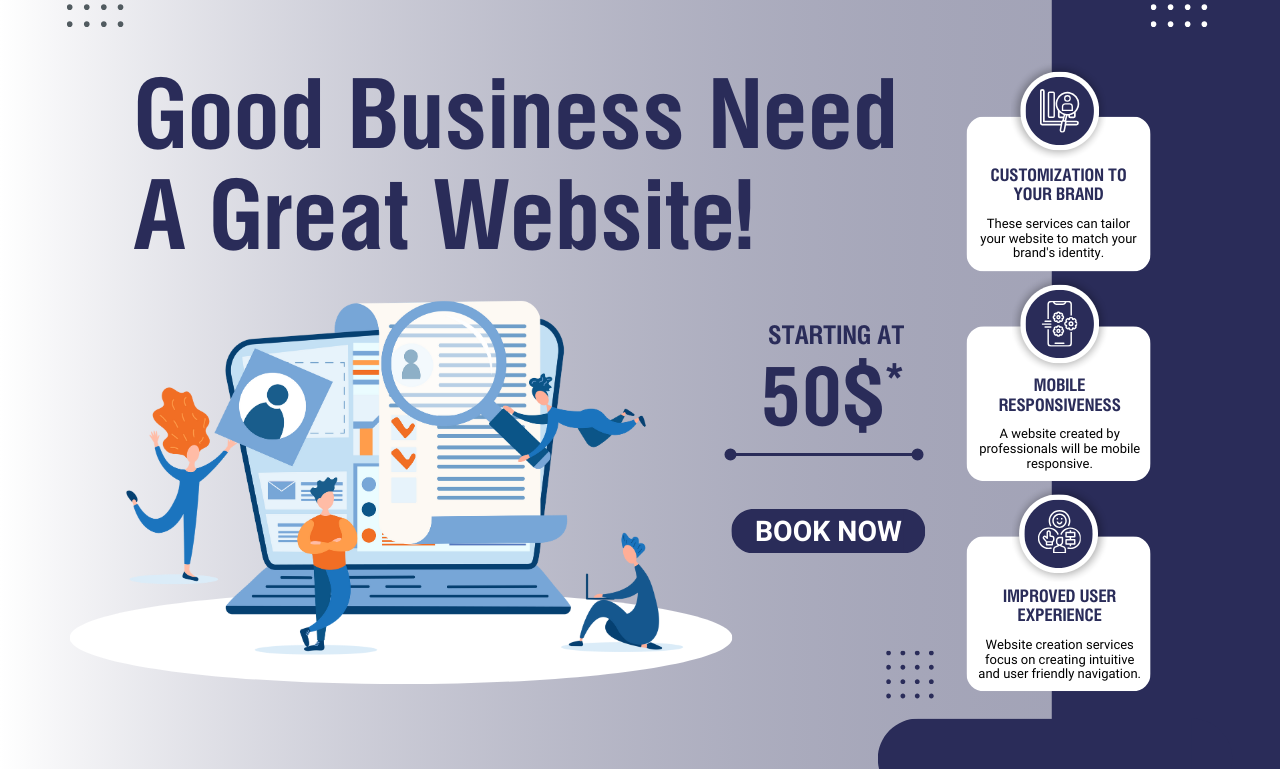 Good Business Need
A Great Website!
STARTING AT
50$*
BOOK NOW
CUSTOMIZATION TO
YOUR BRAND
These services can tailor
your website to match your
brand's identity.
MOBILE
RESPONSIVENESS
A website created by
professionals will be mobile
responsive.
IMPROVED USER
EXPERIENCE
Website creation services
focus on creating intuitive
and user friendly navigation.